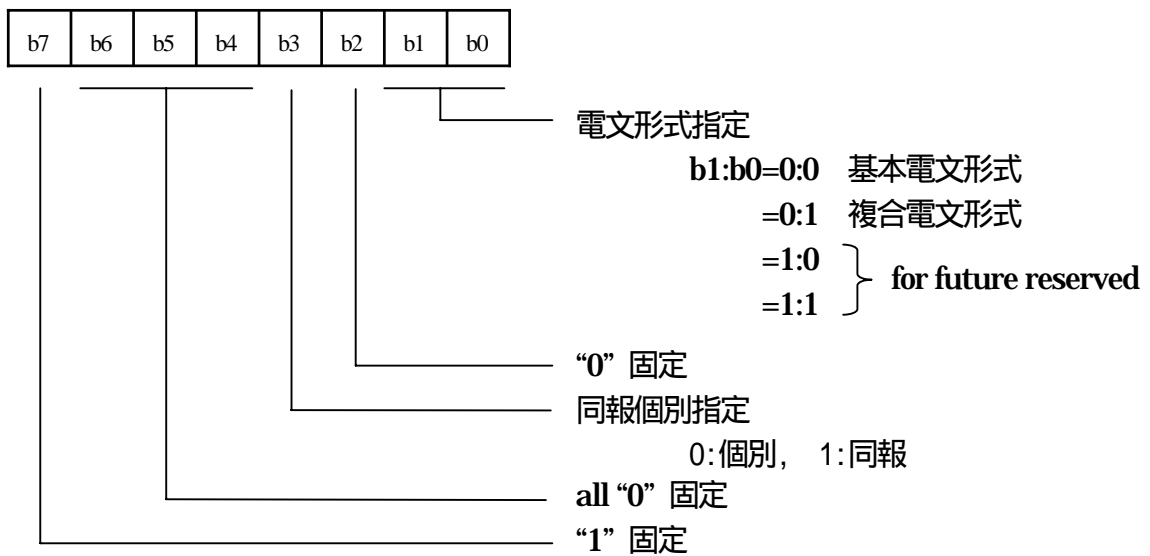 b7 b6 b5 b4 b3 b2 b1 b0
電文形式指定
b1:b0=0:0 基本電文形式
=0:1 複合電文形式
=1:0
for future reserved
=1:1
“0” 固定
同報個別指定
0:個別, 1:同報
all “0” 固定
“1” 固定